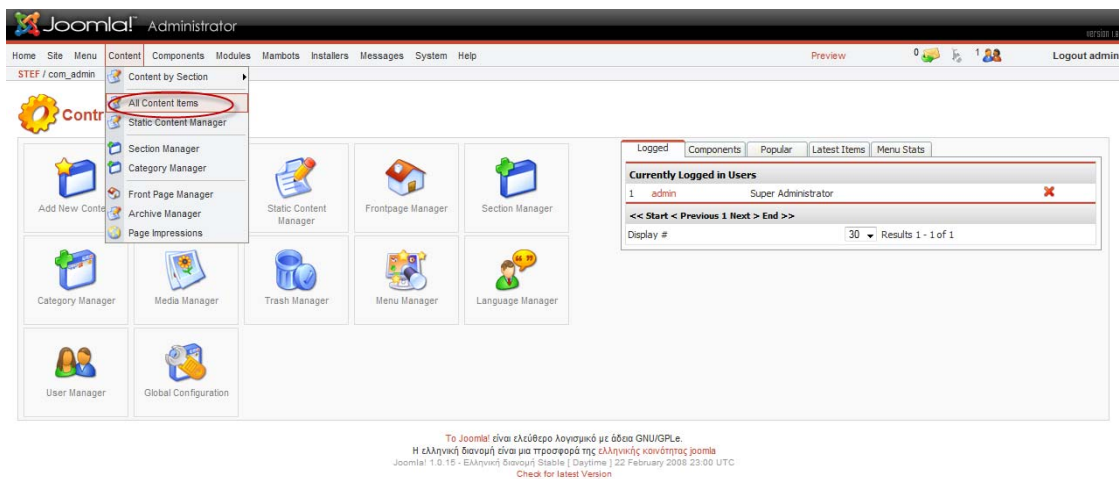 Joomla! Administrator
Home Site Menu Content Components Modules Mambots Installers Messages System Help Preview 0 1 Logout admin
STEF / com_admin
Content by Section
All Content Items
Static Content Manager
Section Manager
Category Manager
Front Page Manager
Archive Manager
Page Impressions
Contr
Add New Conte
Static Content
Manager
Frontpage Manager
Section Manager
Category Manager
Media Manager
Trash Manager
Menu Manager
Language Manager
User Manager
Global Configuration
Logged Components Popular Latest Items Menu Stats
Currently Logged in Users
1 admin Super Administrator
<< Start < Previous 1 Next > End >>
Display # 30 Results 1 - 1 of 1
Το Joomla! είναι ελεύθερο λογισμικό με άδεια GNU/GPLe.
Η ελληνική διανομή είναι μια προσφορά της ελληνικής κοινότητας joomla
Joomla! 1.0.15 - Ελληνική διανομή Stable [ Daytime ] 22 February 2008 23:00 UTC
Check for latest Version